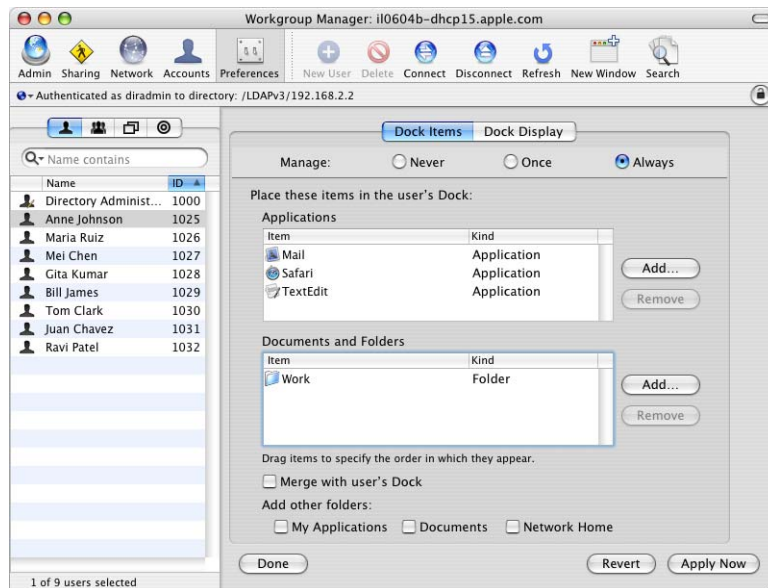 Workgroup Manager: il0604b-dhcp15.apple.com
Admin Sharing Network Accounts Preferences New User Delete Connect Disconnect Refresh New Window Search
Authenticated as diradmin to directory: /LDAPv3/192.168.2.2
Dock Items Dock Display
Name contains
Manage: Never Once Always
Name ID
Directory Administ... 1000
Anne Johnson 1025
Maria Ruiz 1026
Mei Chen 1027
Gita Kumar 1028
Bill James 1029
Tom Clark 1030
Juan Chavez 1031
Ravi Patel 1032
Place these items in the user's Dock:
Applications
Item Kind
Mail Application
Safari Application
TextEdit Application
Add...
Remove
Documents and Folders
Item Kind
Work Folder
Add...
Remove
Drag items to specify the order in which they appear.
Merge with user's Dock
Add other folders:
My Applications Documents Network Home
Done Revert Apply Now
1 of 9 users selected